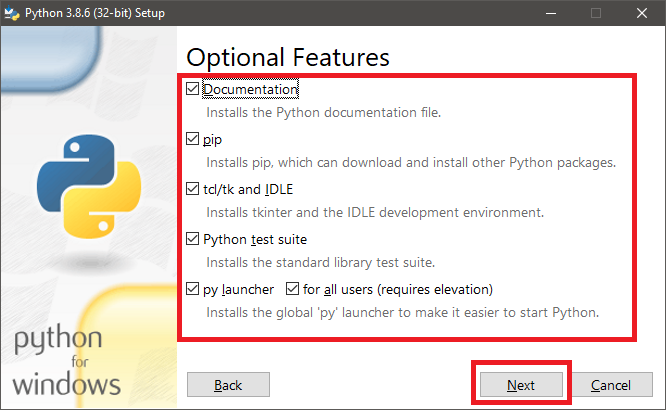 Python 3.8.6 (32-bit) Setup
Optional Features
Documentation
Installs the Python documentation file.
pip
Installs pip, which can download and install other Python packages.
tcl/tk and IDLE
Installs tkinter and the IDLE development environment.
Python test suite
Installs the standard library test suite.
py launcher for all users (requires elevation)
Installs the global 'py' launcher to make it easier to start Python.
python
for
windows
Back Next Cancel